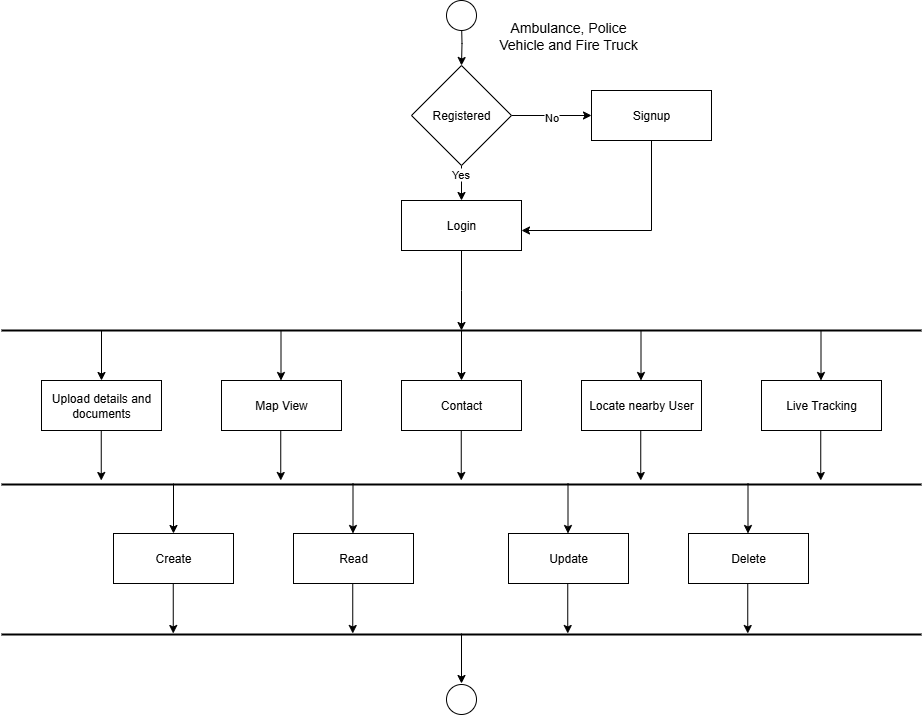 Ambulance, Police
Vehicle and Fire Truck
Registered
No
Signup
Yes
Login
Upload details and
documents
Map View
Contact
Locate nearby User
Live Tracking
Create
Read
Update
Delete